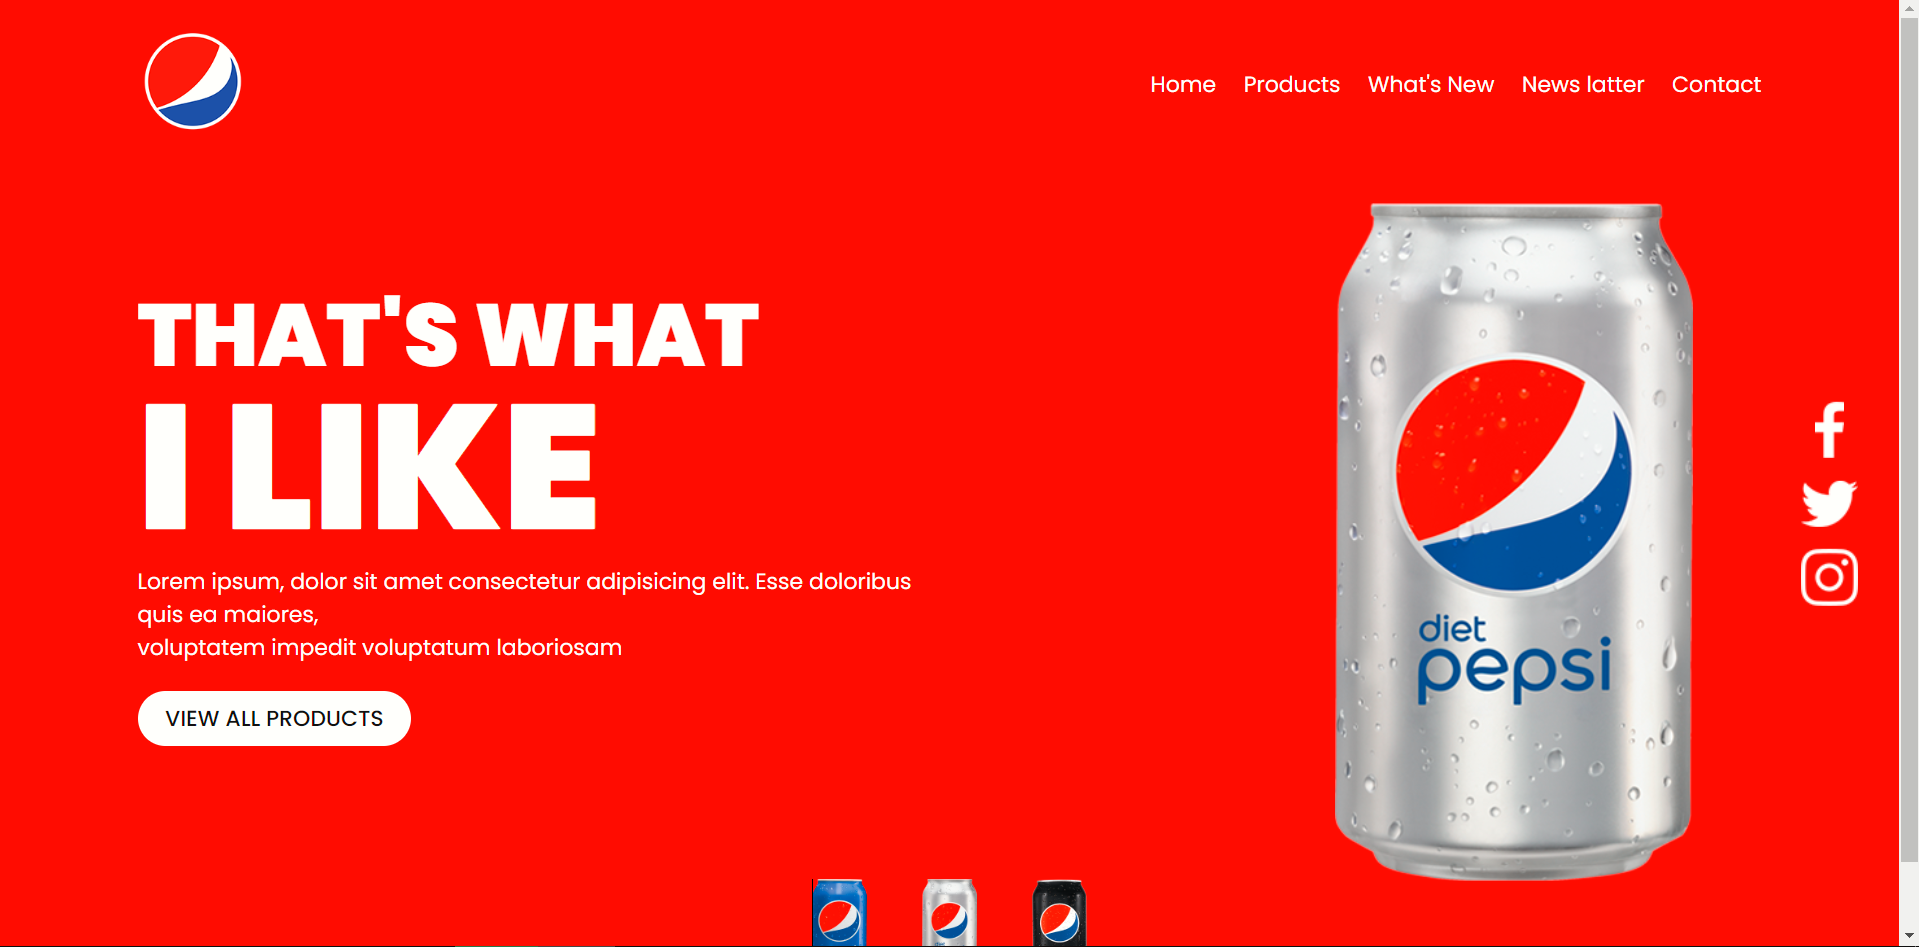 Home Products What's New News latter Contact
THAT'S WHAT
I LIKE
Lorem ipsum, dolor sit amet consectetur adipisicing elit. Esse doloribus
quis ea maiores,
voluptatem impedit voluptatum laboriosam
VIEW ALL PRODUCTS
diet
pepsi